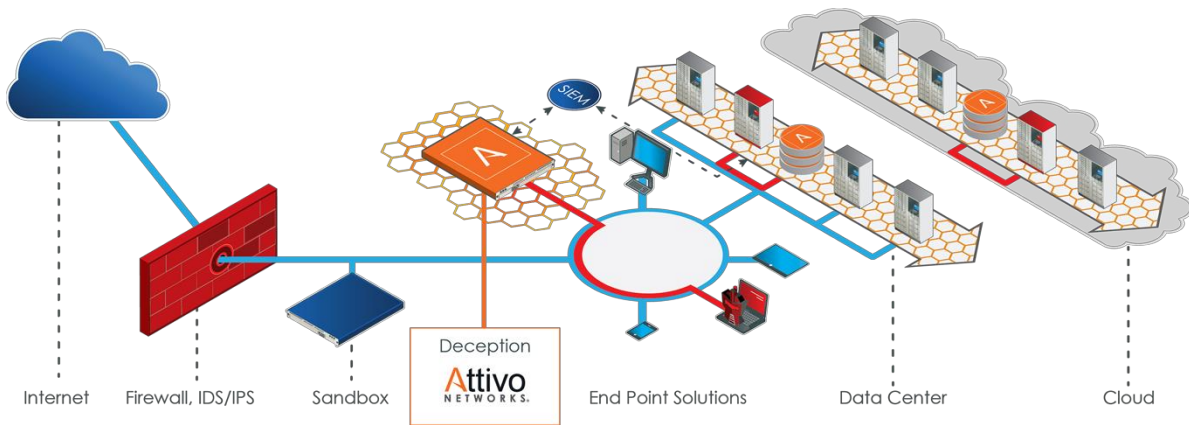 SIEM
A
A
A
Deception
Attivo
NETWORKS®
Internet
Firewall, IDS/IPS
Sandbox
End Point Solutions
Data Center
Cloud